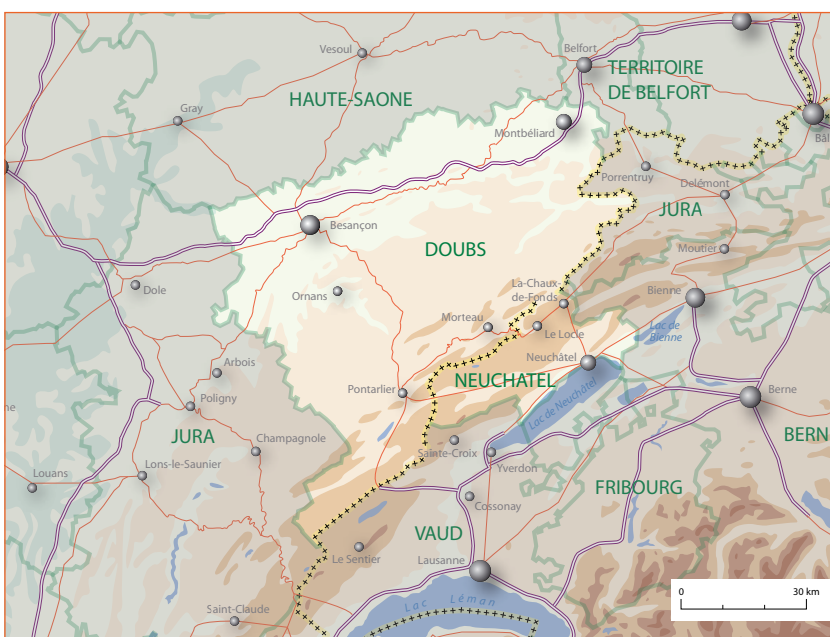 Vesoul
Belfort
TERRITOIRE
DE BELFORT
HAUTE-SAONE
Gray
Montbéliard
Bâl
Porrentruy
Delémont
JURA
Besançon
DOUBS
Moutier
Dole
Ornans
La-Chaux-
de-Fonds
Bienne
Morteau
Le Locle
Lac de
Bienne
Neuchâtel
Arbois
NEUCHATEL
Pontarlier
Lac de Neuchâtel
Berne
Poligny
ne
JURA
Champagnole
BERN
Sainte-Croix
Lons-le-Saunier
Yverdon
Louans
FRIBOURG
Cossonay
VAUD
Le Sentier
Lausanne
Lac Léman
Saint-Claude
0 30 km